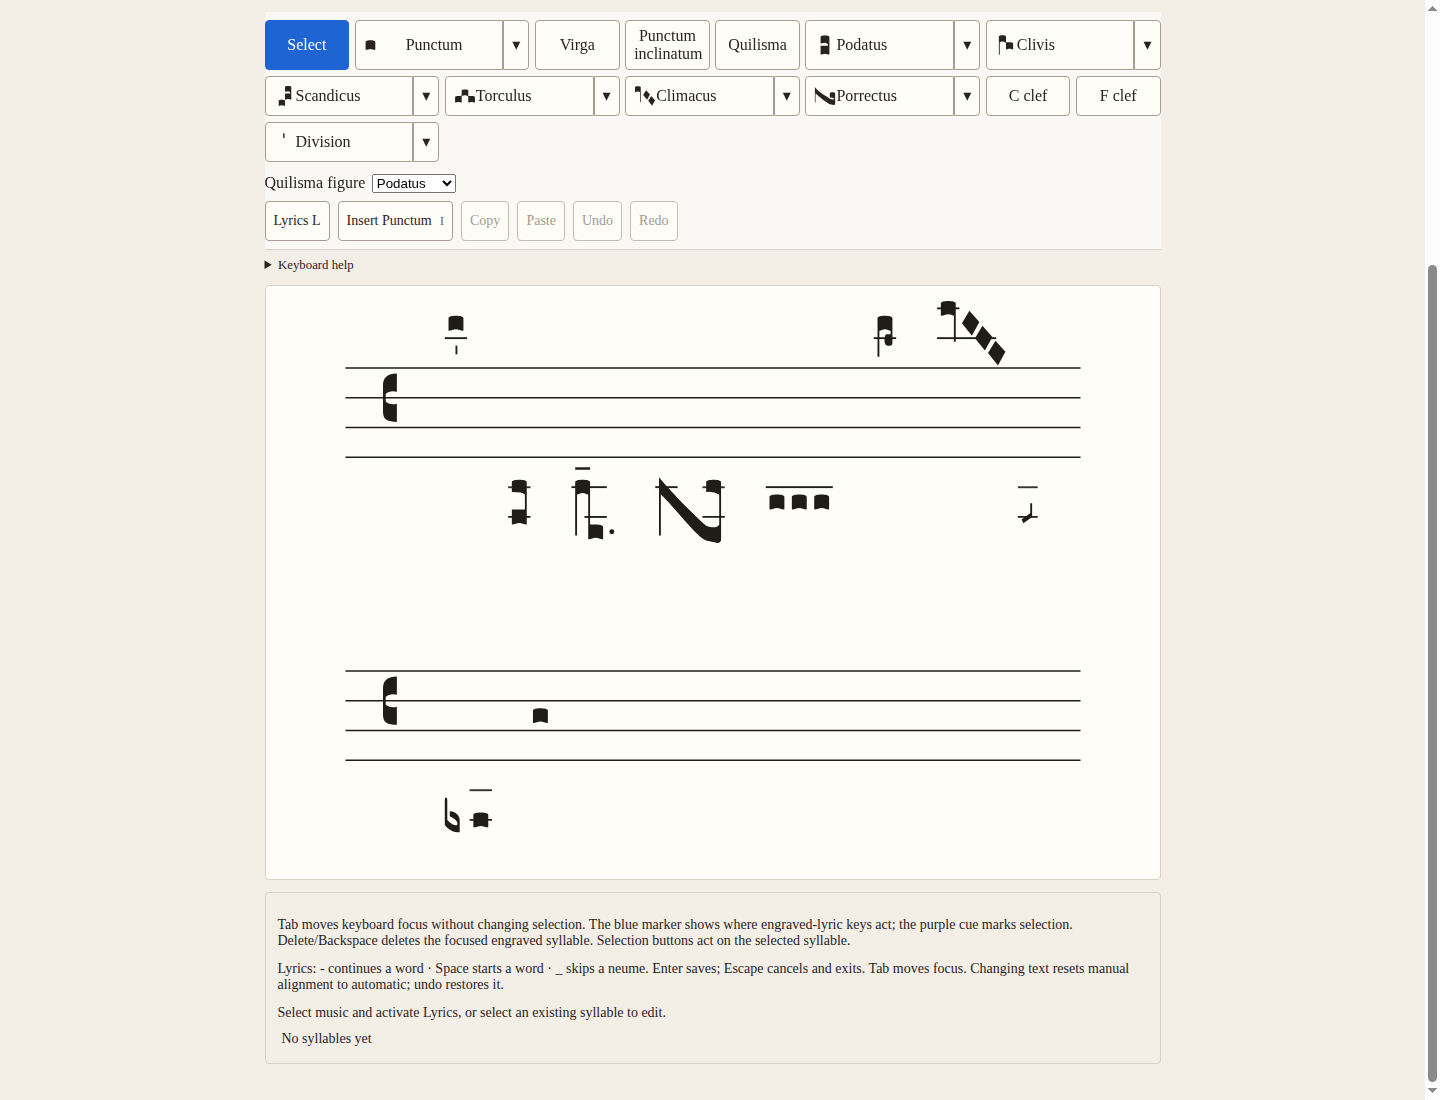 Select
Punctum
▼
Virga
Punctum
inclinatum
Quilisma
Podatus
▼
Clivis
▼
Scandicus
▼
Torculus
▼
Climacus
▼
Porrectus
▼
C clef
F clef
Division
▼
Quilisma figure Podatus
Lyrics L
Insert Punctum I
Copy
Paste
Undo
Redo
▶ Keyboard help
Tab moves keyboard focus without changing selection. The blue marker shows where engraved-lyric keys act; the purple cue marks selection.
Delete/Backspace deletes the focused engraved syllable. Selection buttons act on the selected syllable.
Lyrics: - continues a word · Space starts a word · _ skips a neume. Enter saves; Escape cancels and exits. Tab moves focus. Changing text resets manual
alignment to automatic; undo restores it.
Select music and activate Lyrics, or select an existing syllable to edit.
No syllables yet